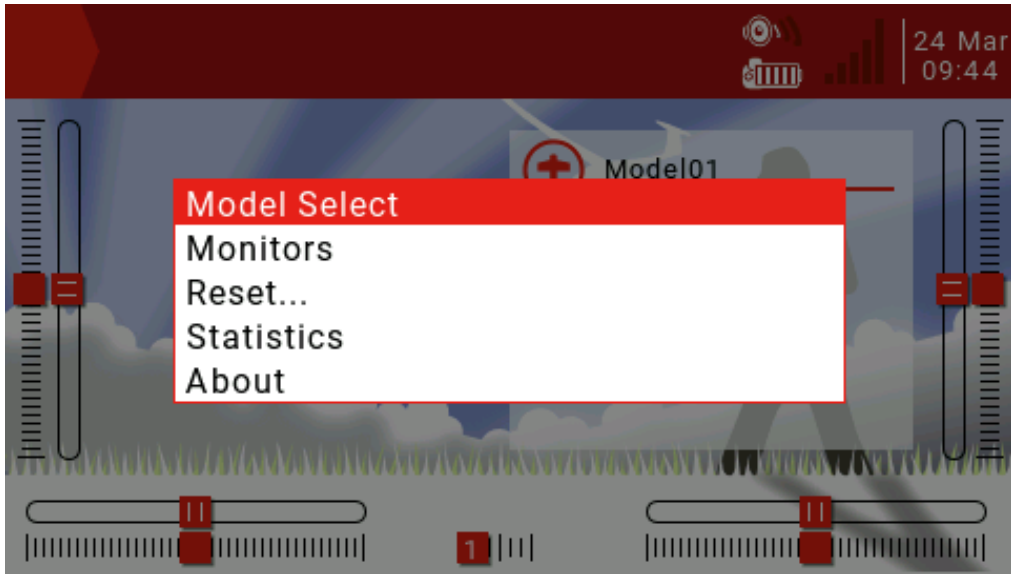 24 Mar
09:44
Model01
Model Select
Monitors
Reset...
Statistics
About
1